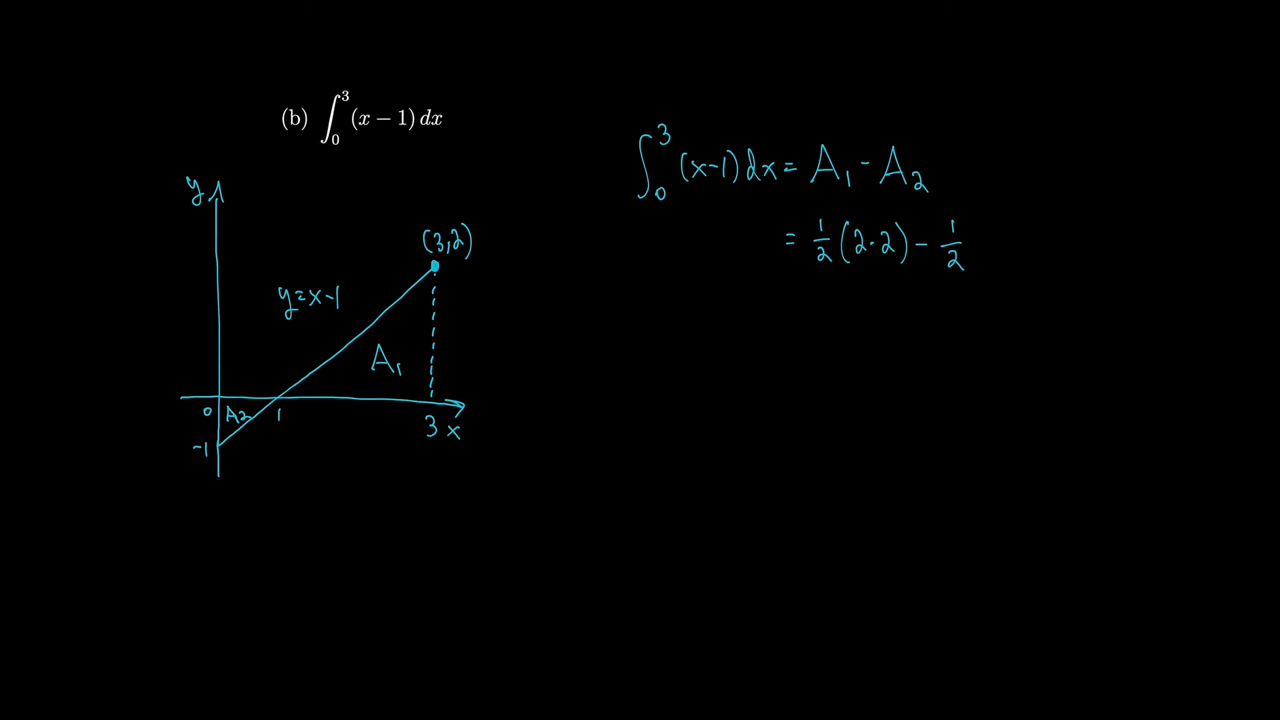 (b) ∫₀³ (x − 1) dx
∫₀³ (x-1) dx = A₁ - A₂
= 1/2 (2·2) - 1/2
y
(3,2)
y=x-1
A₁
0 A2 1 3 x
-1